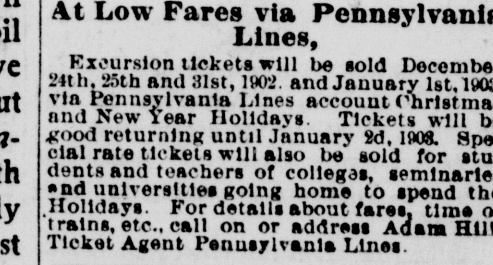 At Low Fares via Pennsylvania
Lines,
Excursion tickets will be sold Decembe
24th, 25th and 31st, 1902. and January 1st, 1903
via Pennsylvania Lines account Christma
and New Year Holidays. Tickets will b
good returning until January 2d, 1903. Spe
cial rate tickets will also be sold for stu
dents and teachers of colleges, seminarie
and universities going home to spend th
Holidays. For details about fares, time o
trains, etc., call on or address Adam Hill
Ticket Agent Pennsylvania Lines.